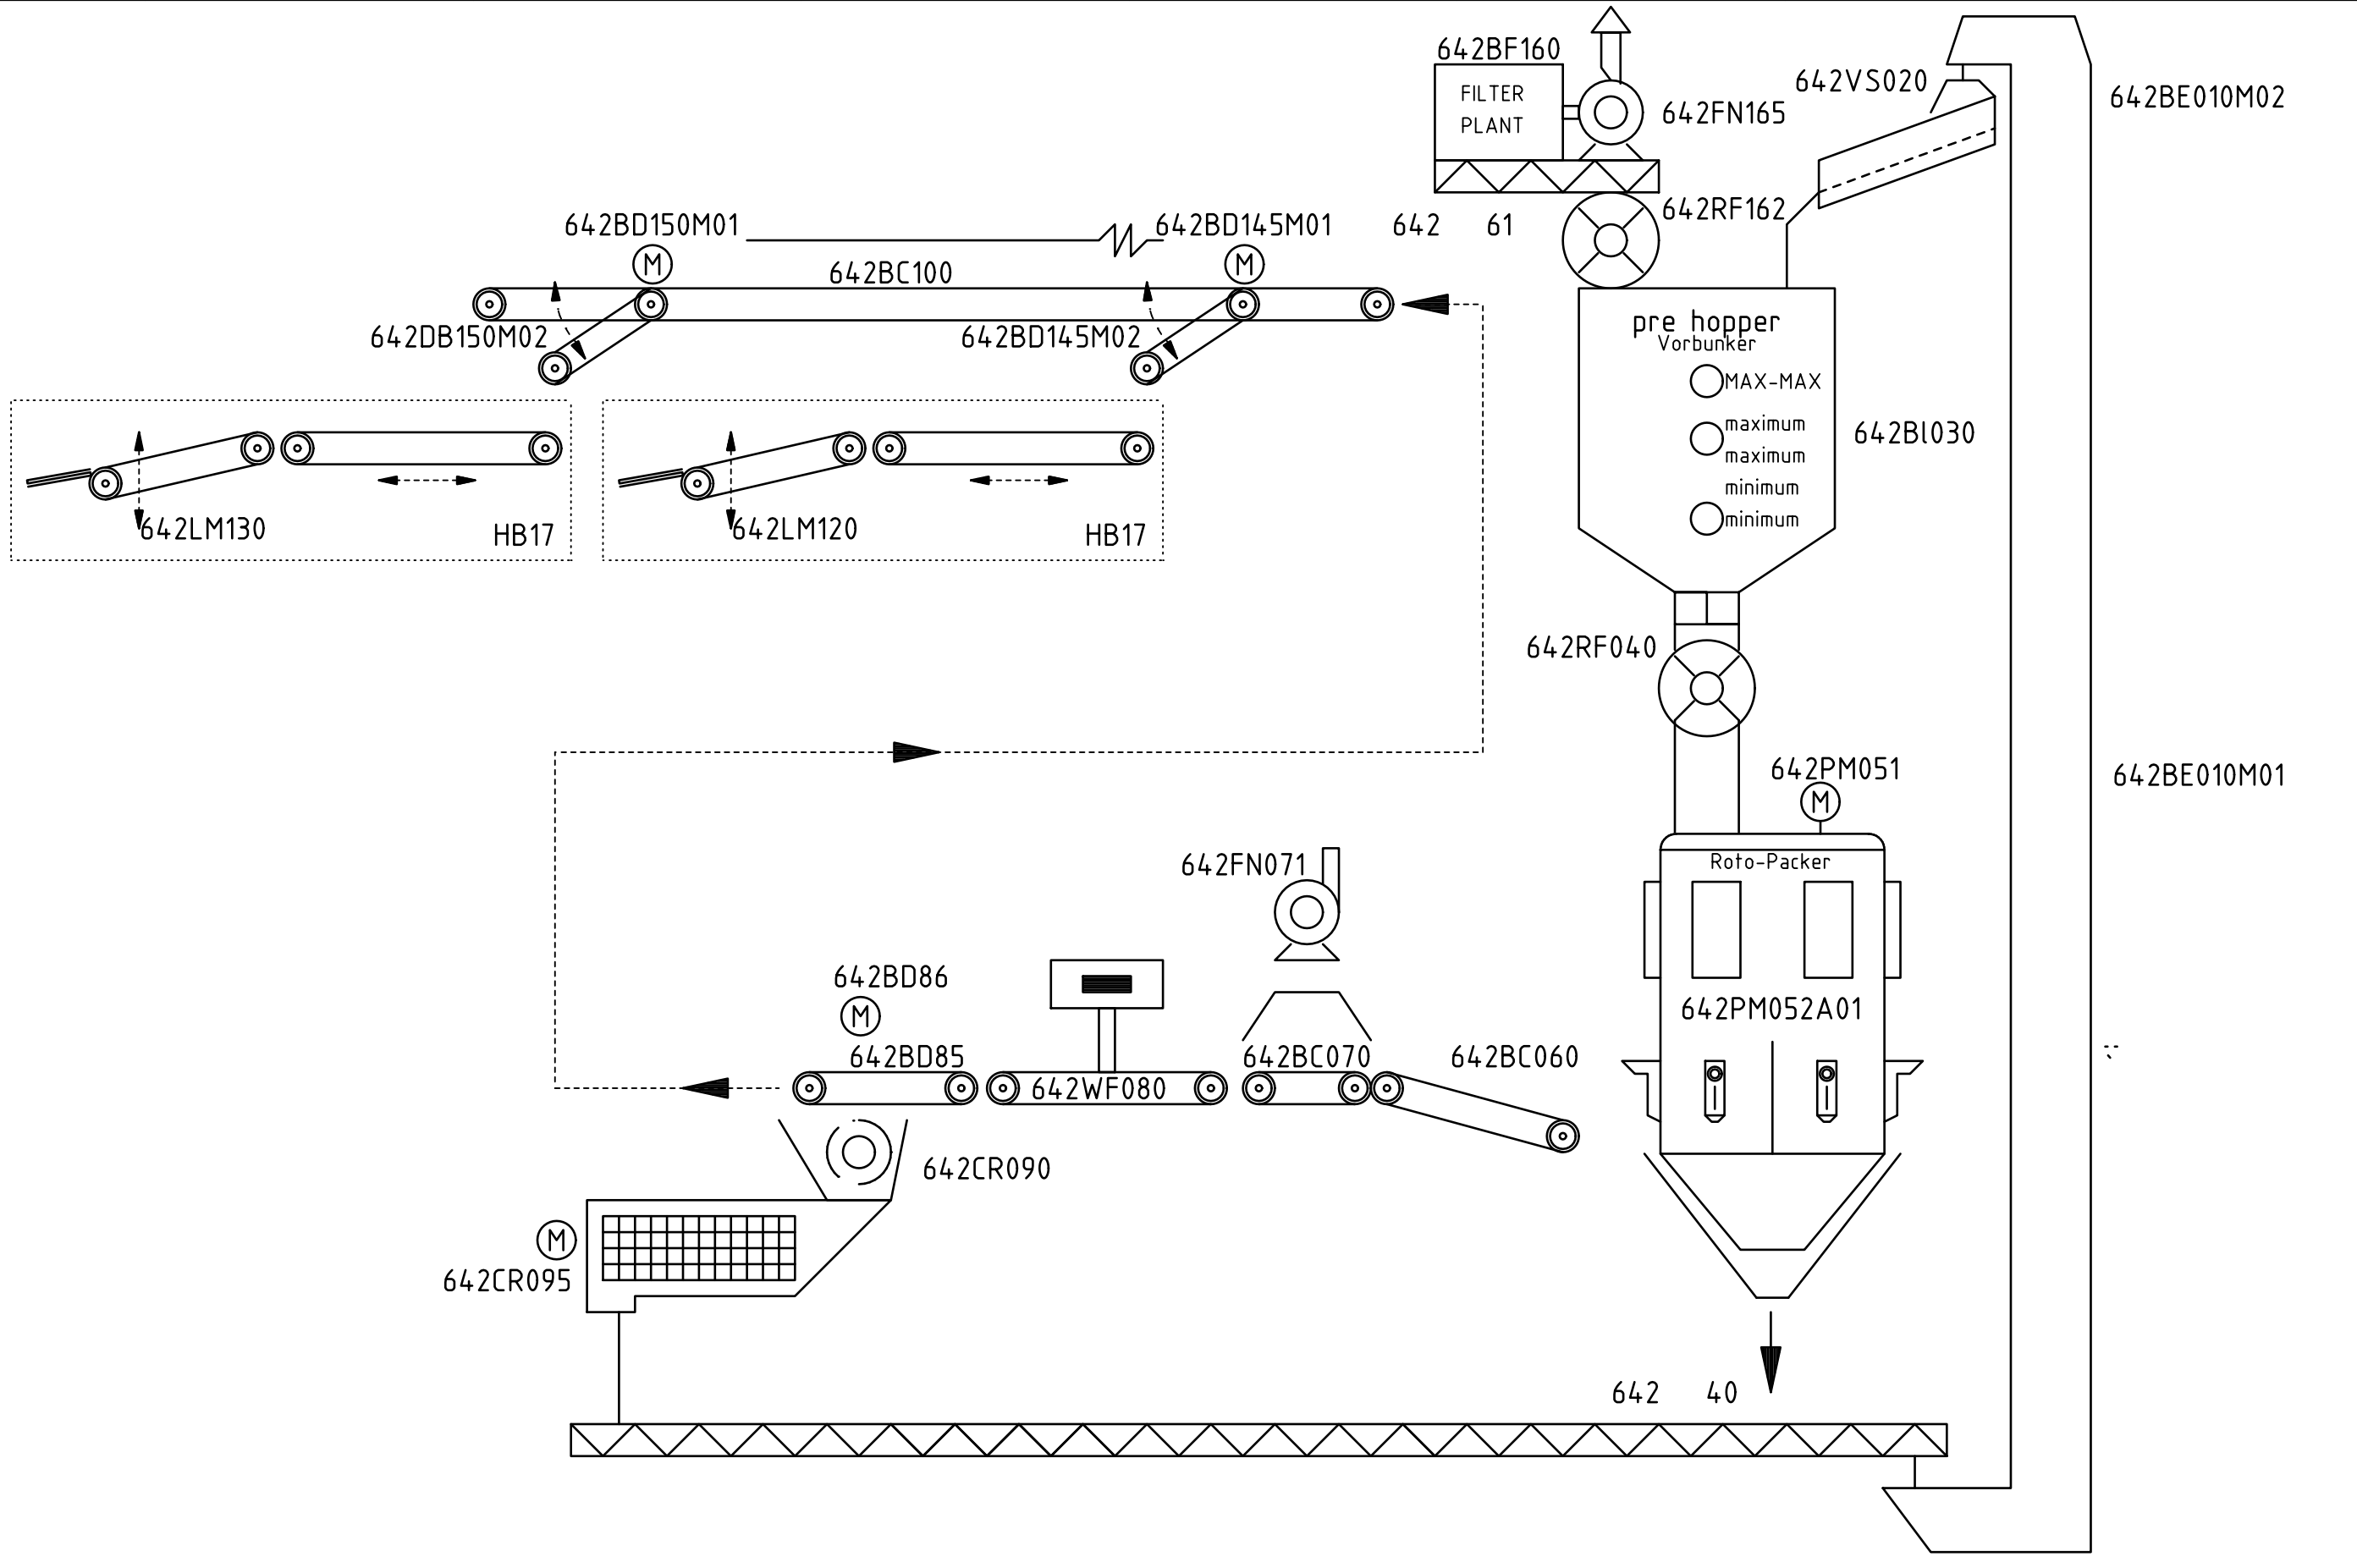 642BF160
FILTER
PLANT
642FN165
642VS020
642BE010M02
642BD150M01
642BD145M01
642 61
642RF162
M
M
642BC100
642DB150M02
642BD145M02
pre hopper
Vorbunker
MAX-MAX
maximum
maximum
minimum
minimum
642Bl030
642LM130
HB17
642LM120
HB17
642RF040
642PM051
M
642BE010M01
Roto-Packer
642FN071
642BD86
M
642PM052A01
642BD85
642WF080
642BC070
642BC060
642CR090
M
642CR095
642 40